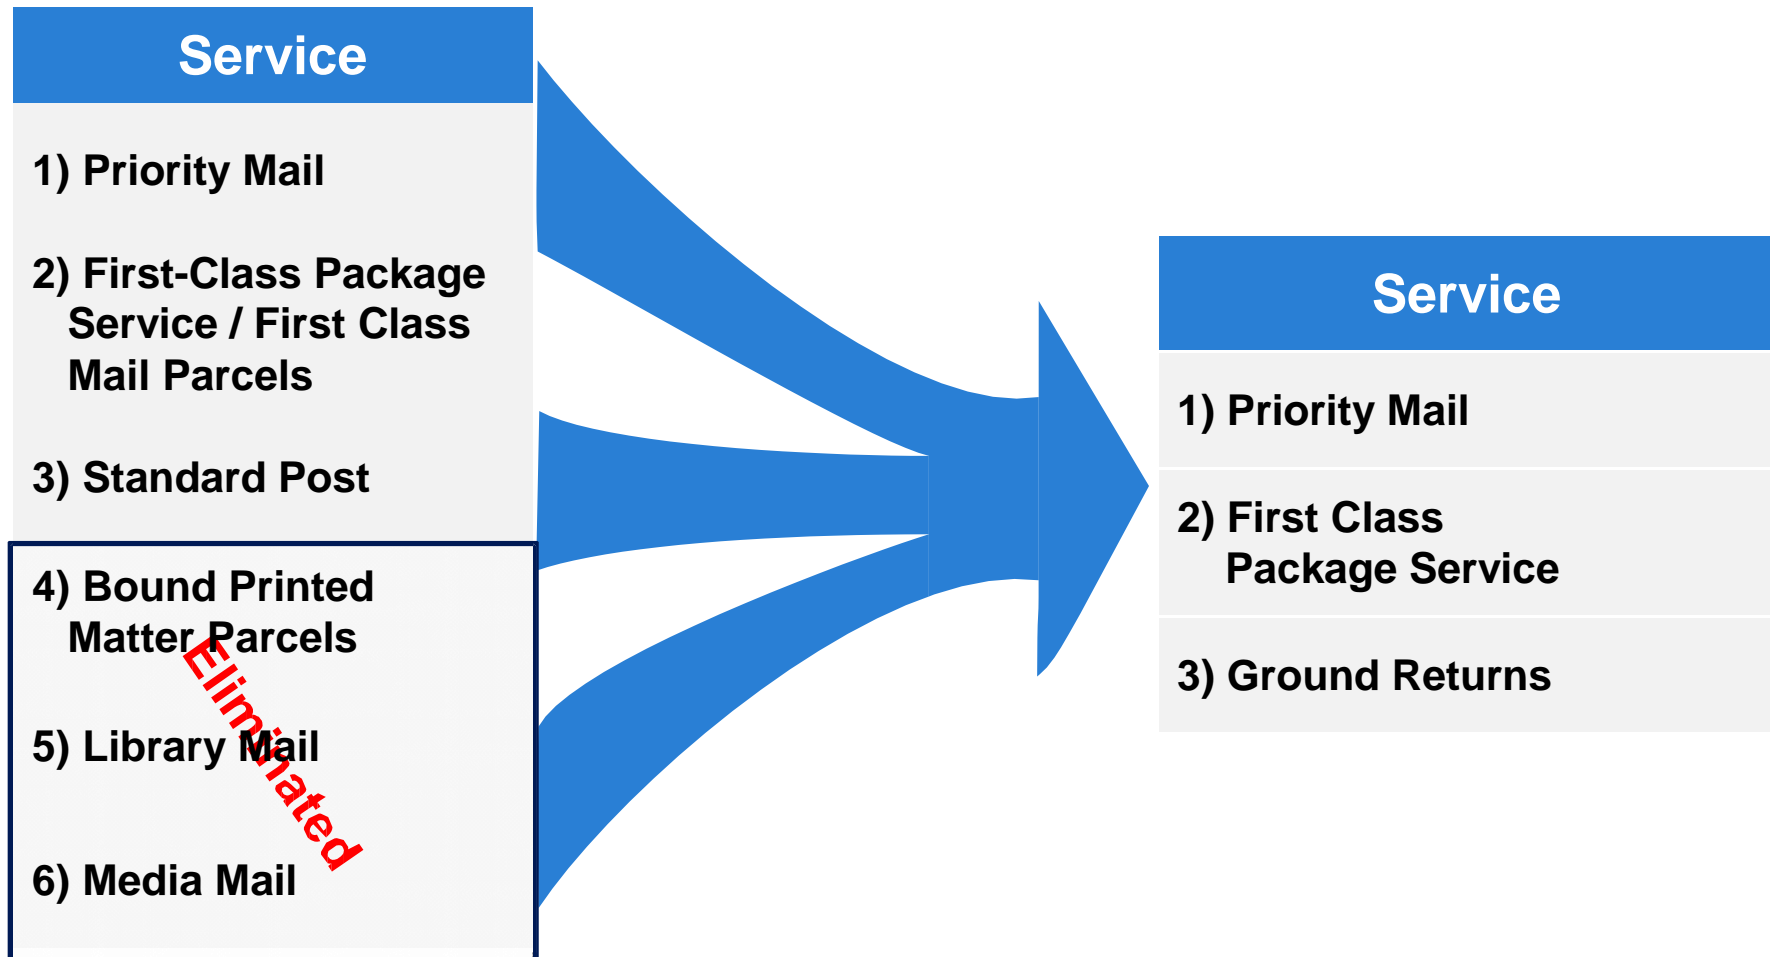 Service
1) Priority Mail
2) First-Class Package
Service / First Class
Mail Parcels
3) Standard Post
4) Bound Printed
Matter Parcels
5) Library Mail
6) Media Mail
Eliminated
Service
1) Priority Mail
2) First Class
Package Service
3) Ground Returns